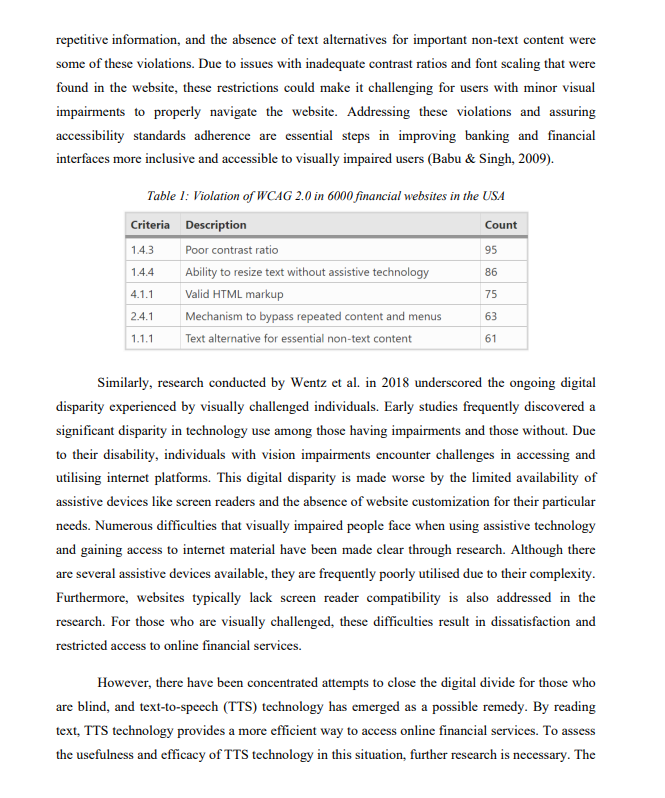 repetitive information, and the absence of text alternatives for important non-text content were
some of these violations. Due to issues with inadequate contrast ratios and font scaling that were
found in the website, these restrictions could make it challenging for users with minor visual
impairments to properly navigate the website. Addressing these violations and assuring
accessibility standards adherence are essential steps in improving banking and financial
interfaces more inclusive and accessible to visually impaired users (Babu & Singh, 2009).
Table 1: Violation of WCAG 2.0 in 6000 financial websites in the USA
Criteria Description Count
1.4.3 Poor contrast ratio 95
1.4.4 Ability to resize text without assistive technology 86
4.1.1 Valid HTML markup 75
2.4.1 Mechanism to bypass repeated content and menus 63
1.1.1 Text alternative for essential non-text content 61
Similarly, research conducted by Wentz et al. in 2018 underscored the ongoing digital
disparity experienced by visually challenged individuals. Early studies frequently discovered a
significant disparity in technology use among those having impairments and those without. Due
to their disability, individuals with vision impairments encounter challenges in accessing and
utilising internet platforms. This digital disparity is made worse by the limited availability of
assistive devices like screen readers and the absence of website customization for their particular
needs. Numerous difficulties that visually impaired people face when using assistive technology
and gaining access to internet material have been made clear through research. Although there
are several assistive devices available, they are frequently poorly utilised due to their complexity.
Furthermore, websites typically lack screen reader compatibility is also addressed in the
research. For those who are visually challenged, these difficulties result in dissatisfaction and
restricted access to online financial services.
However, there have been concentrated attempts to close the digital divide for those who
are blind, and text-to-speech (TTS) technology has emerged as a possible remedy. By reading
text, TTS technology provides a more efficient way to access online financial services. To assess
the usefulness and efficacy of TTS technology in this situation, further research is necessary. The